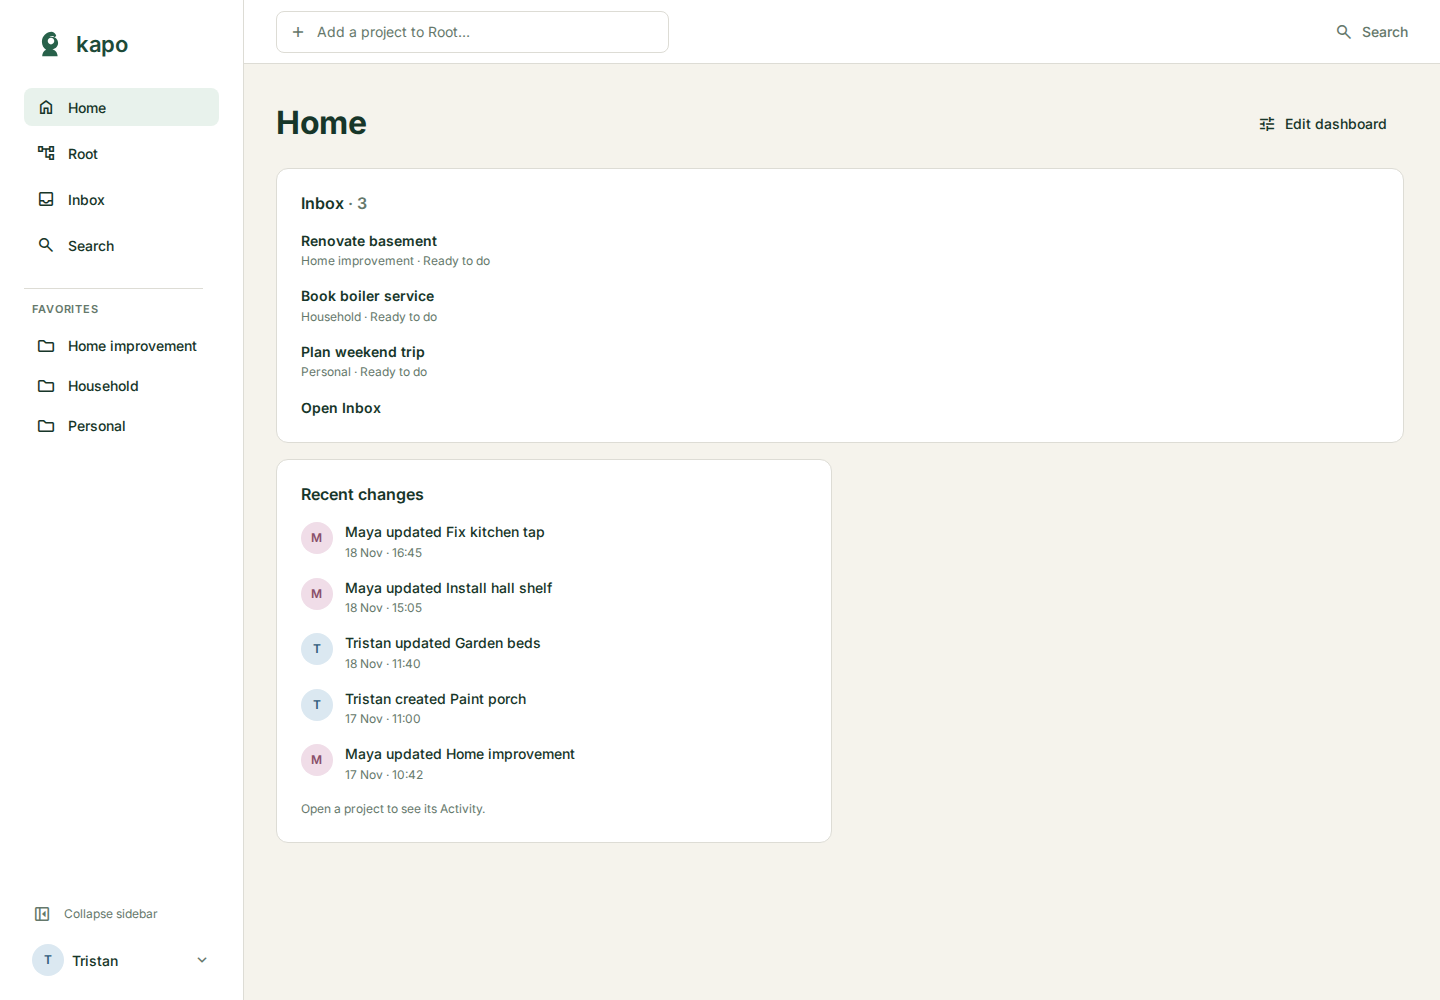 kapo
Home
Root
Inbox
Search
FAVORITES
Home improvement
Household
Personal
Collapse sidebar
T
Tristan
Add a project to Root...
Search
Home
Edit dashboard
Inbox · 3
Renovate basement
Home improvement · Ready to do
Book boiler service
Household · Ready to do
Plan weekend trip
Personal · Ready to do
Open Inbox
Recent changes
M
Maya updated Fix kitchen tap
18 Nov · 16:45
M
Maya updated Install hall shelf
18 Nov · 15:05
T
Tristan updated Garden beds
18 Nov · 11:40
T
Tristan created Paint porch
17 Nov · 11:00
M
Maya updated Home improvement
17 Nov · 10:42
Open a project to see its Activity.